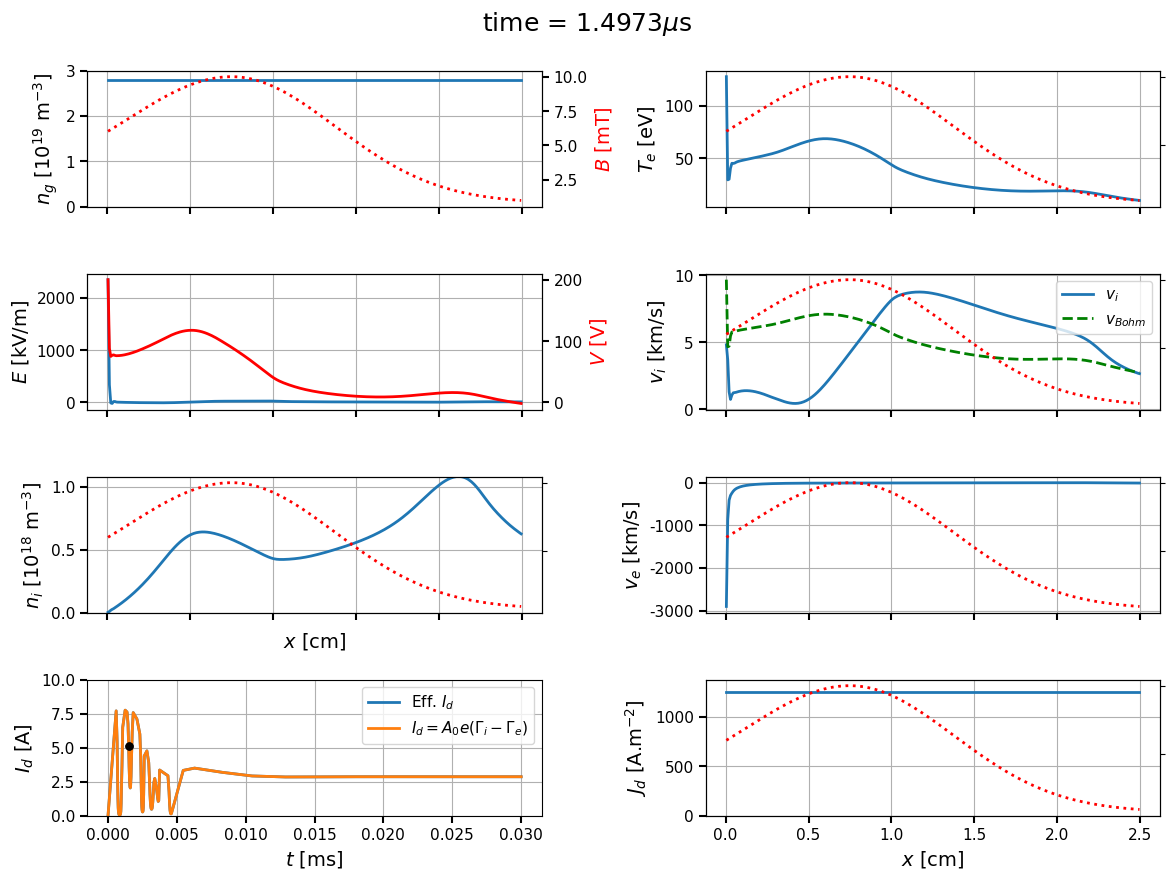 time = 1.4973μs
3
2
1
0
n_g [10^19 m^−3]
10.0
7.5
5.0
2.5
B [mT]
100
50
T_e [eV]
2000
1000
0
E [kV/m]
200
100
0
V [V]
10
5
0
v_i [km/s]
v_i
v_Bohm
1.0
0.5
0.0
n_i [10^18 m^−3]
x [cm]
0
-1000
-2000
-3000
v_e [km/s]
10.0
7.5
5.0
2.5
0.0
I_d [A]
Eff. I_d
I_d = A_0e(Γ_i − Γ_e)
0.000 0.005 0.010 0.015 0.020 0.025 0.030
t [ms]
1000
500
0
J_d [A.m^−2]
0.0 0.5 1.0 1.5 2.0 2.5
x [cm]